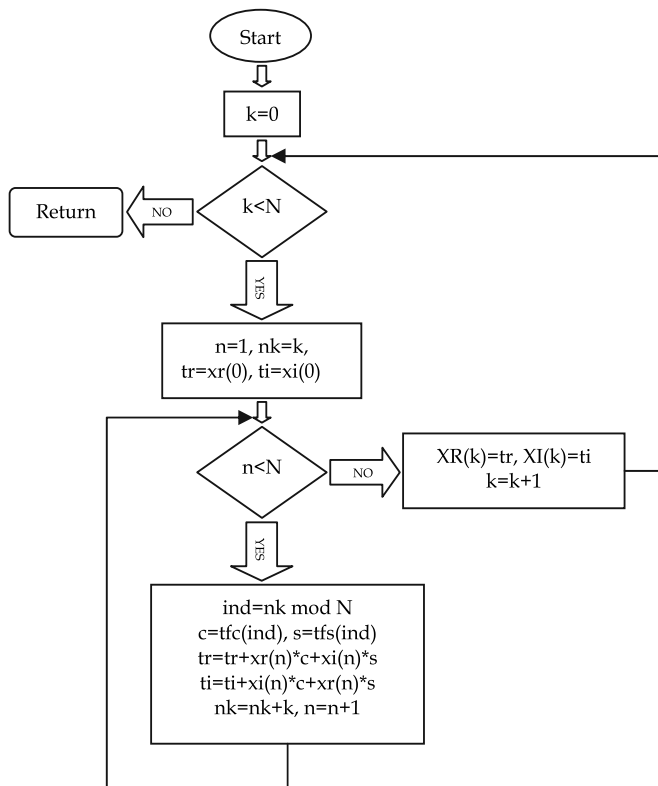 Start
k=0
k<N
NO
Return
YES
n=1, nk=k,
tr=xr(0), ti=xi(0)
n<N
NO
XR(k)=tr, XI(k)=ti
k=k+1
YES
ind=nk mod N
c=tfc(ind), s=tfs(ind)
tr=tr+xr(n)*c+xi(n)*s
ti=ti+xi(n)*c+xr(n)*s
nk=nk+k, n=n+1